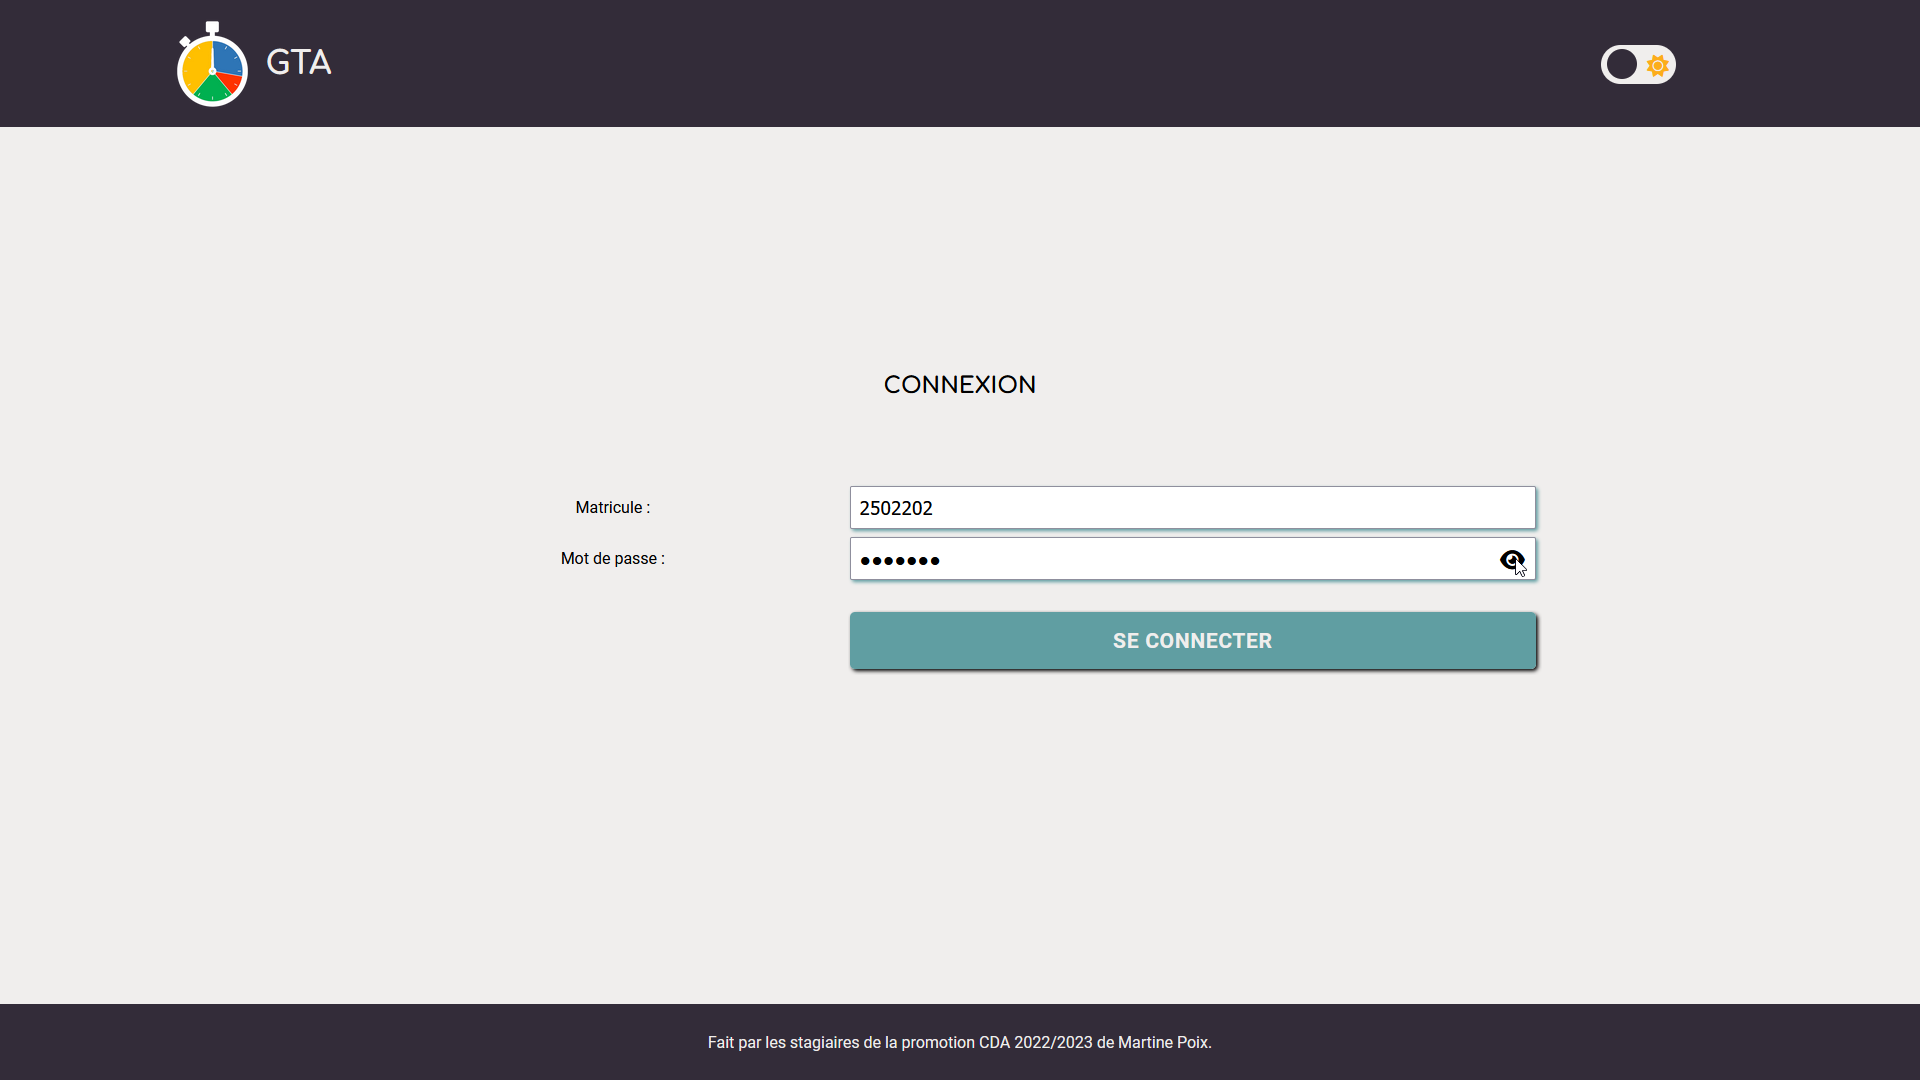 GTA
CONNEXION
Matricule :
2502202
Mot de passe :
•••••••
SE CONNECTER
Fait par les stagiaires de la promotion CDA 2022/2023 de Martine Poix.